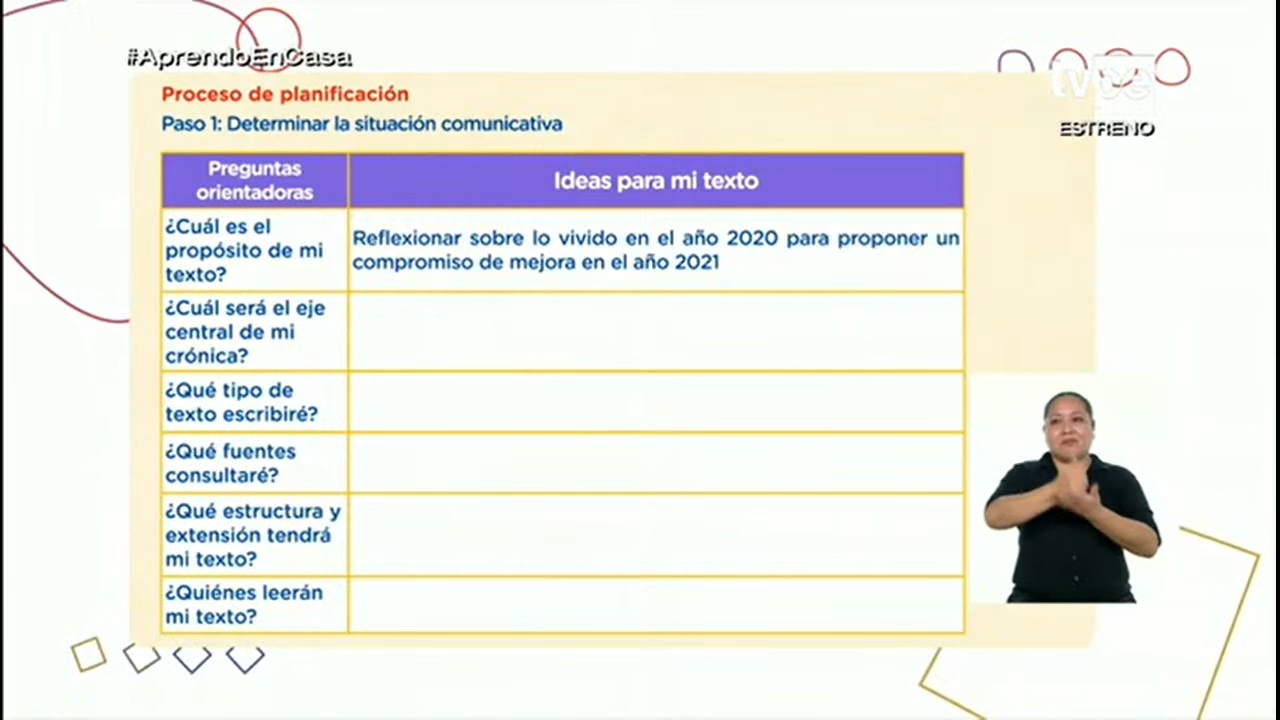 #AprendoEnCasa
tvpe
ESTRENO
Proceso de planificación
Paso 1: Determinar la situación comunicativa
Preguntas
orientadoras
Ideas para mi texto
¿Cuál es el
propósito de mi
texto?
Reflexionar sobre lo vivido en el año 2020 para proponer un
compromiso de mejora en el año 2021
¿Cuál será el eje
central de mi
crónica?
¿Qué tipo de
texto escribiré?
¿Qué fuentes
consultaré?
¿Qué estructura y
extensión tendrá
mi texto?
¿Quiénes leerán
mi texto?